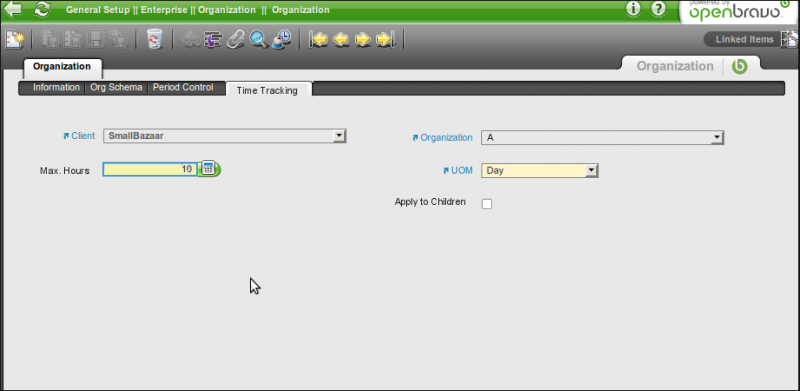 General Setup || Enterprise || Organization || Organization
powered by
openbravo
Linked Items
Organization
Organization
Information | Org Schema | Period Control | Time Tracking
Client SmallBazaar
Organization A
Max. Hours 10
UOM Day
Apply to Children